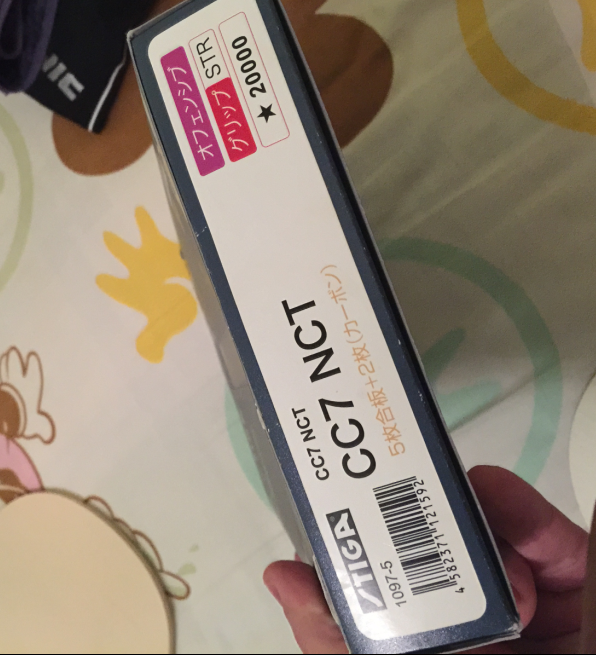 STIGA
1097-5
4582371121592
CC7 NCT
CC7 NCT
5枚合板+2枚(カーボン)
オフェンシブ
グリップ STR
★ 20000